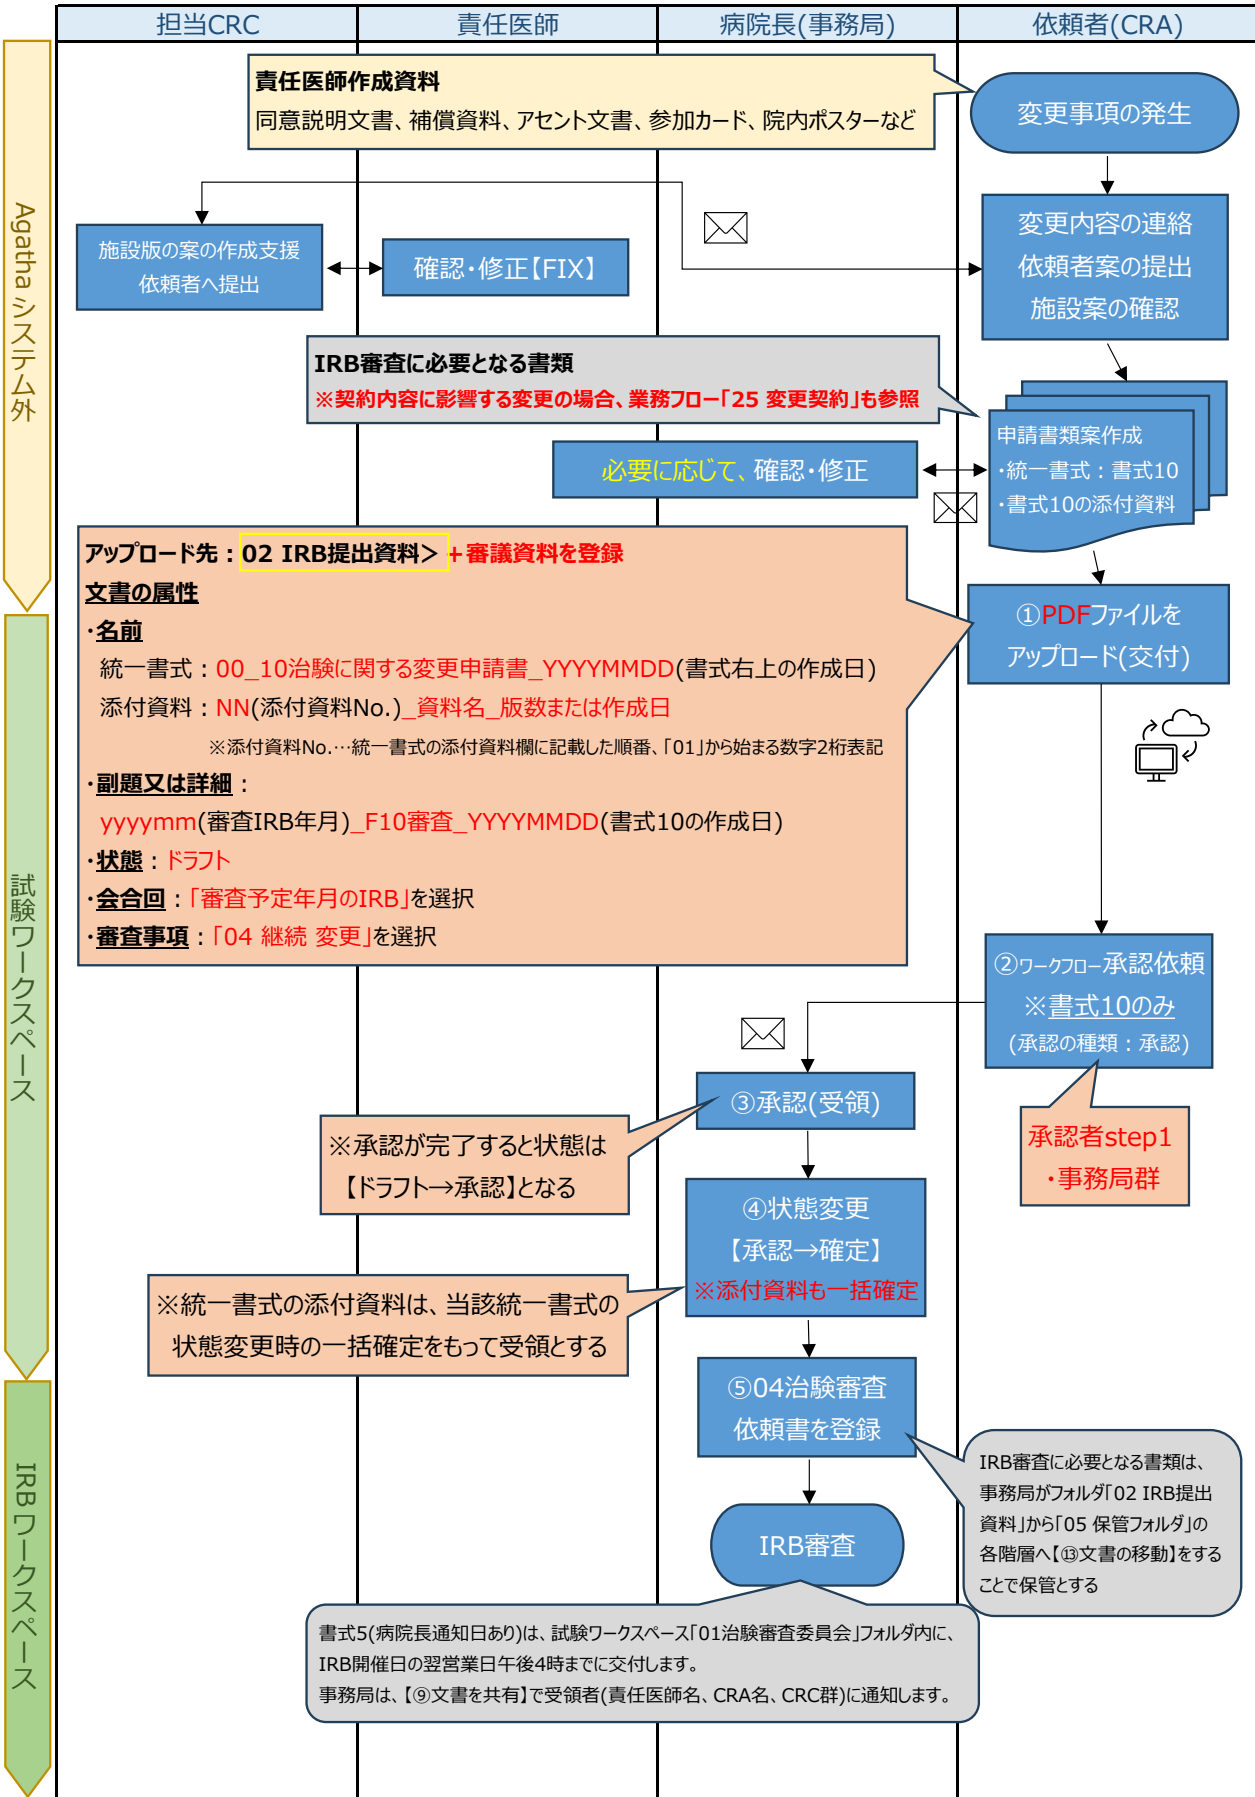 担当CRC
責任医師
病院長(事務局)
依頼者(CRA)
Agatha システム外
責任医師作成資料
同意説明文書、補償資料、アセント文書、参加カード、院内ポスターなど
変更事項の発生
施設版の案の作成支援
依頼者へ提出
確認・修正【FIX】
変更内容の連絡
依頼者案の提出
施設案の確認
IRB審査に必要となる書類
※契約内容に影響する変更の場合、業務フロー「25 変更契約」も参照
必要に応じて、確認・修正
申請書類案作成
・統一書式：書式10
・書式10の添付資料
試験ワークスペース
アップロード先：02 IRB提出資料＞＋審議資料を登録
文書の属性
・名前
統一書式：00_10治験に関する変更申請書_YYYYMMDD(書式右上の作成日)
添付資料：NN(添付資料No.)_資料名_版数または作成日
※添付資料No.…統一書式の添付資料欄に記載した順番、「01」から始まる数字2桁表記
・副題又は詳細：
yyyymm(審査IRB年月)_F10審査_YYYYMMDD(書式10の作成日)
・状態：ドラフト
・会合回：「審査予定年月のIRB」を選択
・審査事項：「04 継続 変更」を選択
①PDFファイルを
アップロード(交付)
②ワークフロー承認依頼
※書式10のみ
(承認の種類：承認)
承認者step1
・事務局群
③承認(受領)
※承認が完了すると状態は
【ドラフト→承認】となる
④状態変更
【承認→確定】
※添付資料も一括確定
※統一書式の添付資料は、当該統一書式の
状態変更時の一括確定をもって受領とする
IRB ワークスペース
⑤04治験審査
依頼書を登録
IRB審査に必要となる書類は、
事務局がフォルダ「02 IRB提出
資料」から「05 保管フォルダ」の
各階層へ【⑬文書の移動】をする
ことで保管とする
IRB審査
書式5(病院長通知日あり)は、試験ワークスペース「01治験審査委員会」フォルダ内に、
IRB開催日の翌営業日午後4時までに交付します。
事務局は、【⑨文書を共有】で受領者(責任医師名、CRA名、CRC群)に通知します。